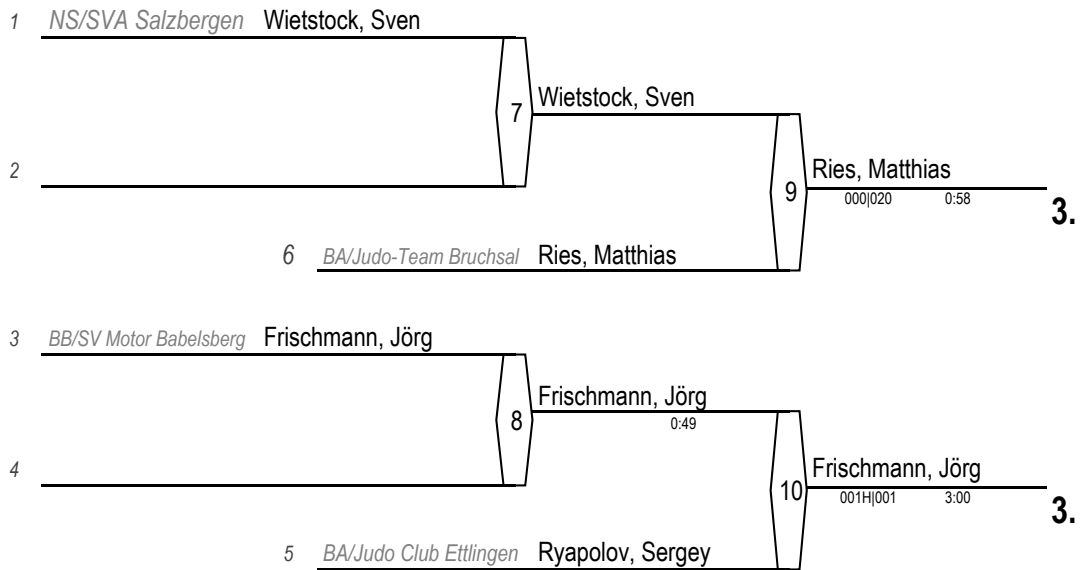 1 NS/SVA Salzbergen Wietstock, Sven
7 Wietstock, Sven
2
9 Ries, Matthias
000|020 0:58
3.
6 BA/Judo-Team Bruchsal Ries, Matthias
3 BB/SV Motor Babelsberg Frischmann, Jörg
8 Frischmann, Jörg
0:49
4
10 Frischmann, Jörg
001H|001 3:00
3.
5 BA/Judo Club Ettlingen Ryapolov, Sergey